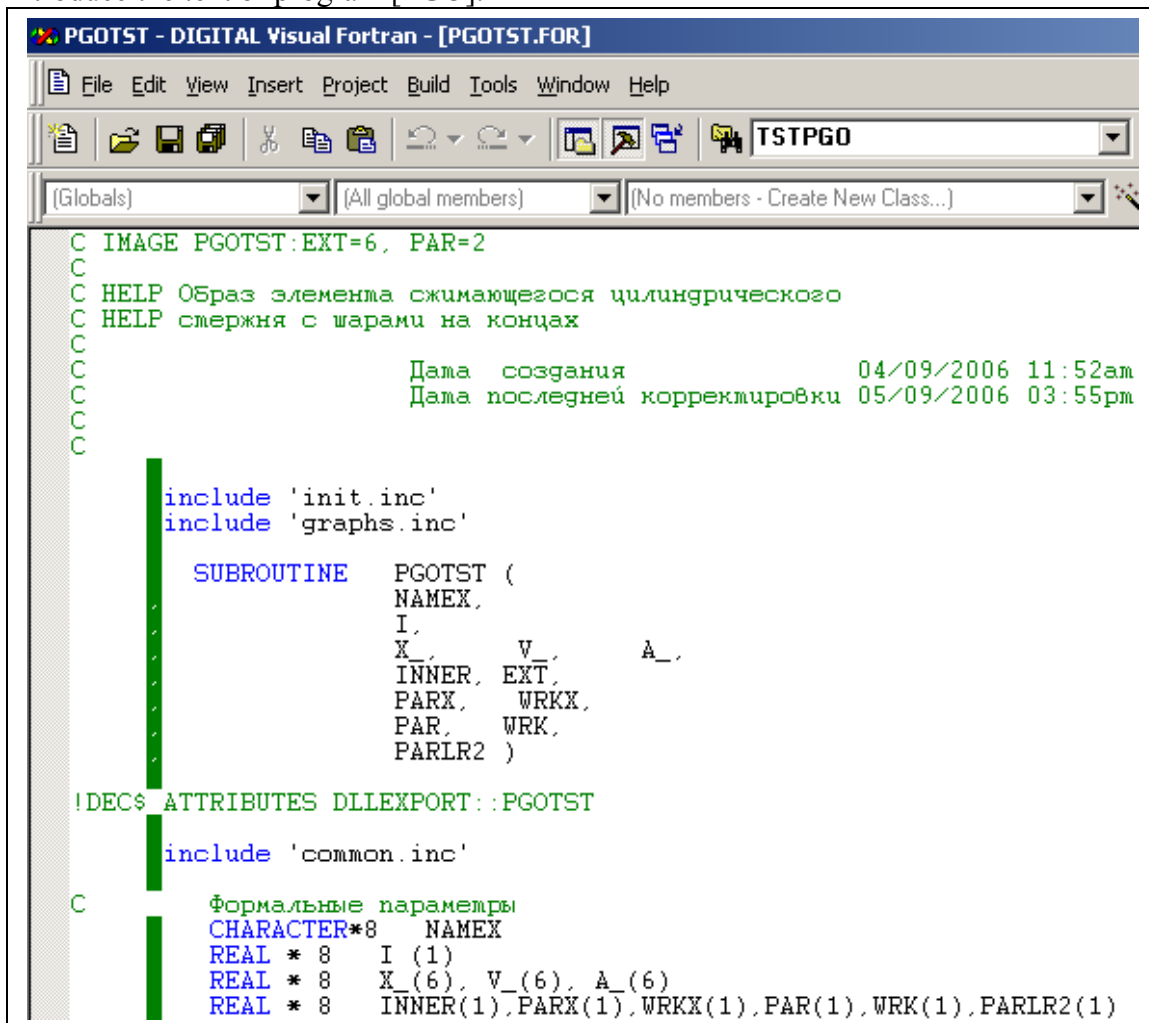 PGOTST - DIGITAL Visual Fortran - [PGOTST.FOR]
File Edit View Insert Project Build Tools Window Help
TSTPGO
(Globals) (All global members) (No members - Create New Class...)
C IMAGE PGOTST:EXT=6, PAR=2
C
C HELP Образ элемента сжимающегося цилиндрического
C HELP стержня с шарами на концах
C
C Дата создания 04/09/2006 11:52am
C Дата последней корректировки 05/09/2006 03:55pm
C
C
include 'init.inc'
include 'graphs.inc'
SUBROUTINE PGOTST (
, NAMEX,
, I,
, X_, V_, A_,
, INNER, EXT,
, PARX, WRKX,
, PAR, WRK,
, PARLR2 )
!DEC$ ATTRIBUTES DLLEXPORT::PGOTST
include 'common.inc'
C Формальные параметры
CHARACTER*8 NAMEX
REAL * 8 I (1)
REAL * 8 X_(6), V_(6), A_(6)
REAL * 8 INNER(1),PARX(1),WRKX(1),PAR(1),WRK(1),PARLR2(1)